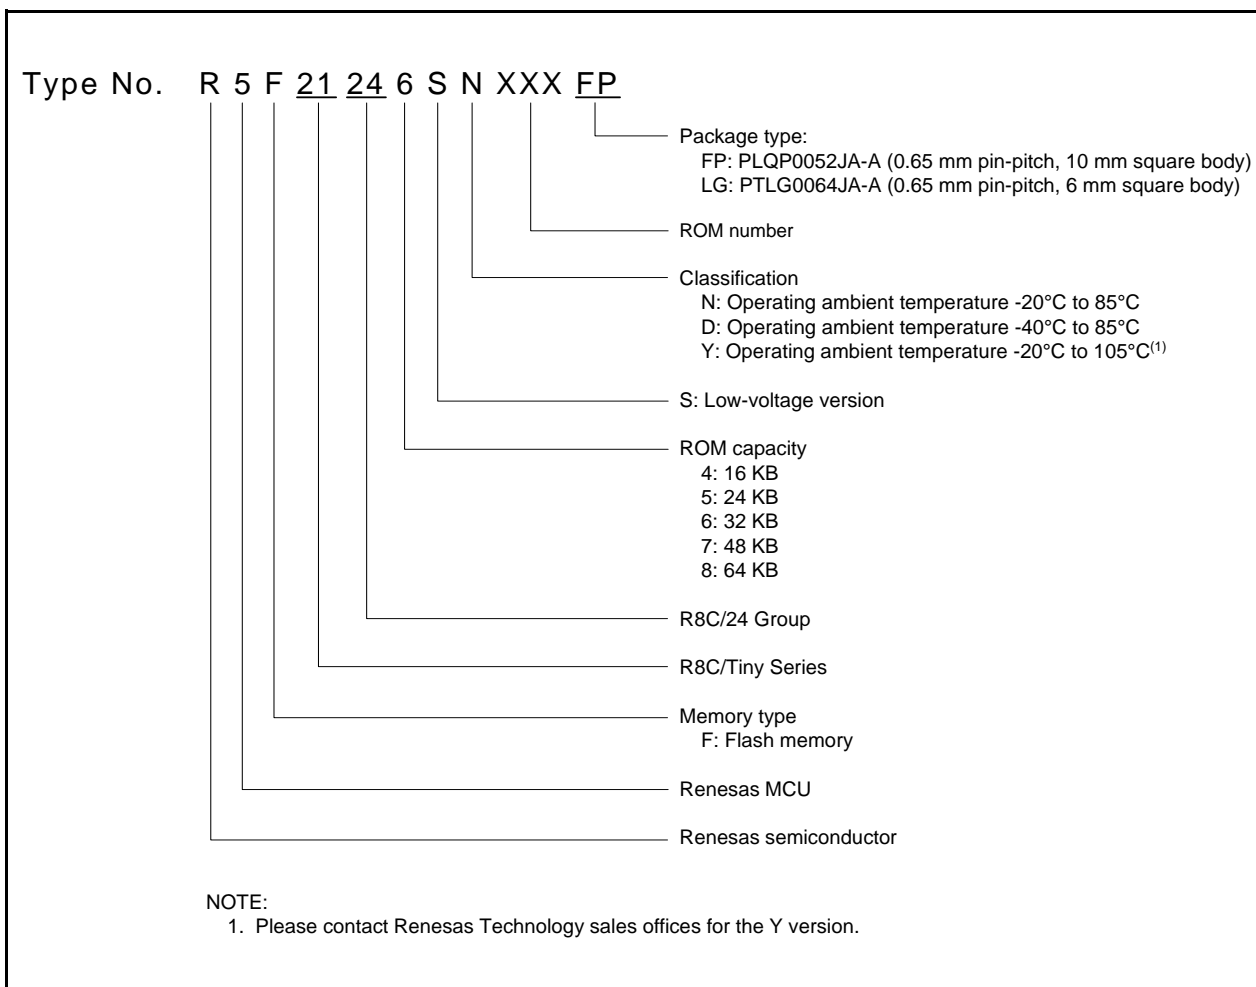 Type No. R 5 F 21 24 6 S N XXX FP
Package type:
FP: PLQP0052JA-A (0.65 mm pin-pitch, 10 mm square body)
LG: PTLG0064JA-A (0.65 mm pin-pitch, 6 mm square body)
ROM number
Classification
N: Operating ambient temperature -20°C to 85°C
D: Operating ambient temperature -40°C to 85°C
Y: Operating ambient temperature -20°C to 105°C(1)
S: Low-voltage version
ROM capacity
4: 16 KB
5: 24 KB
6: 32 KB
7: 48 KB
8: 64 KB
R8C/24 Group
R8C/Tiny Series
Memory type
F: Flash memory
Renesas MCU
Renesas semiconductor
NOTE:
1. Please contact Renesas Technology sales offices for the Y version.